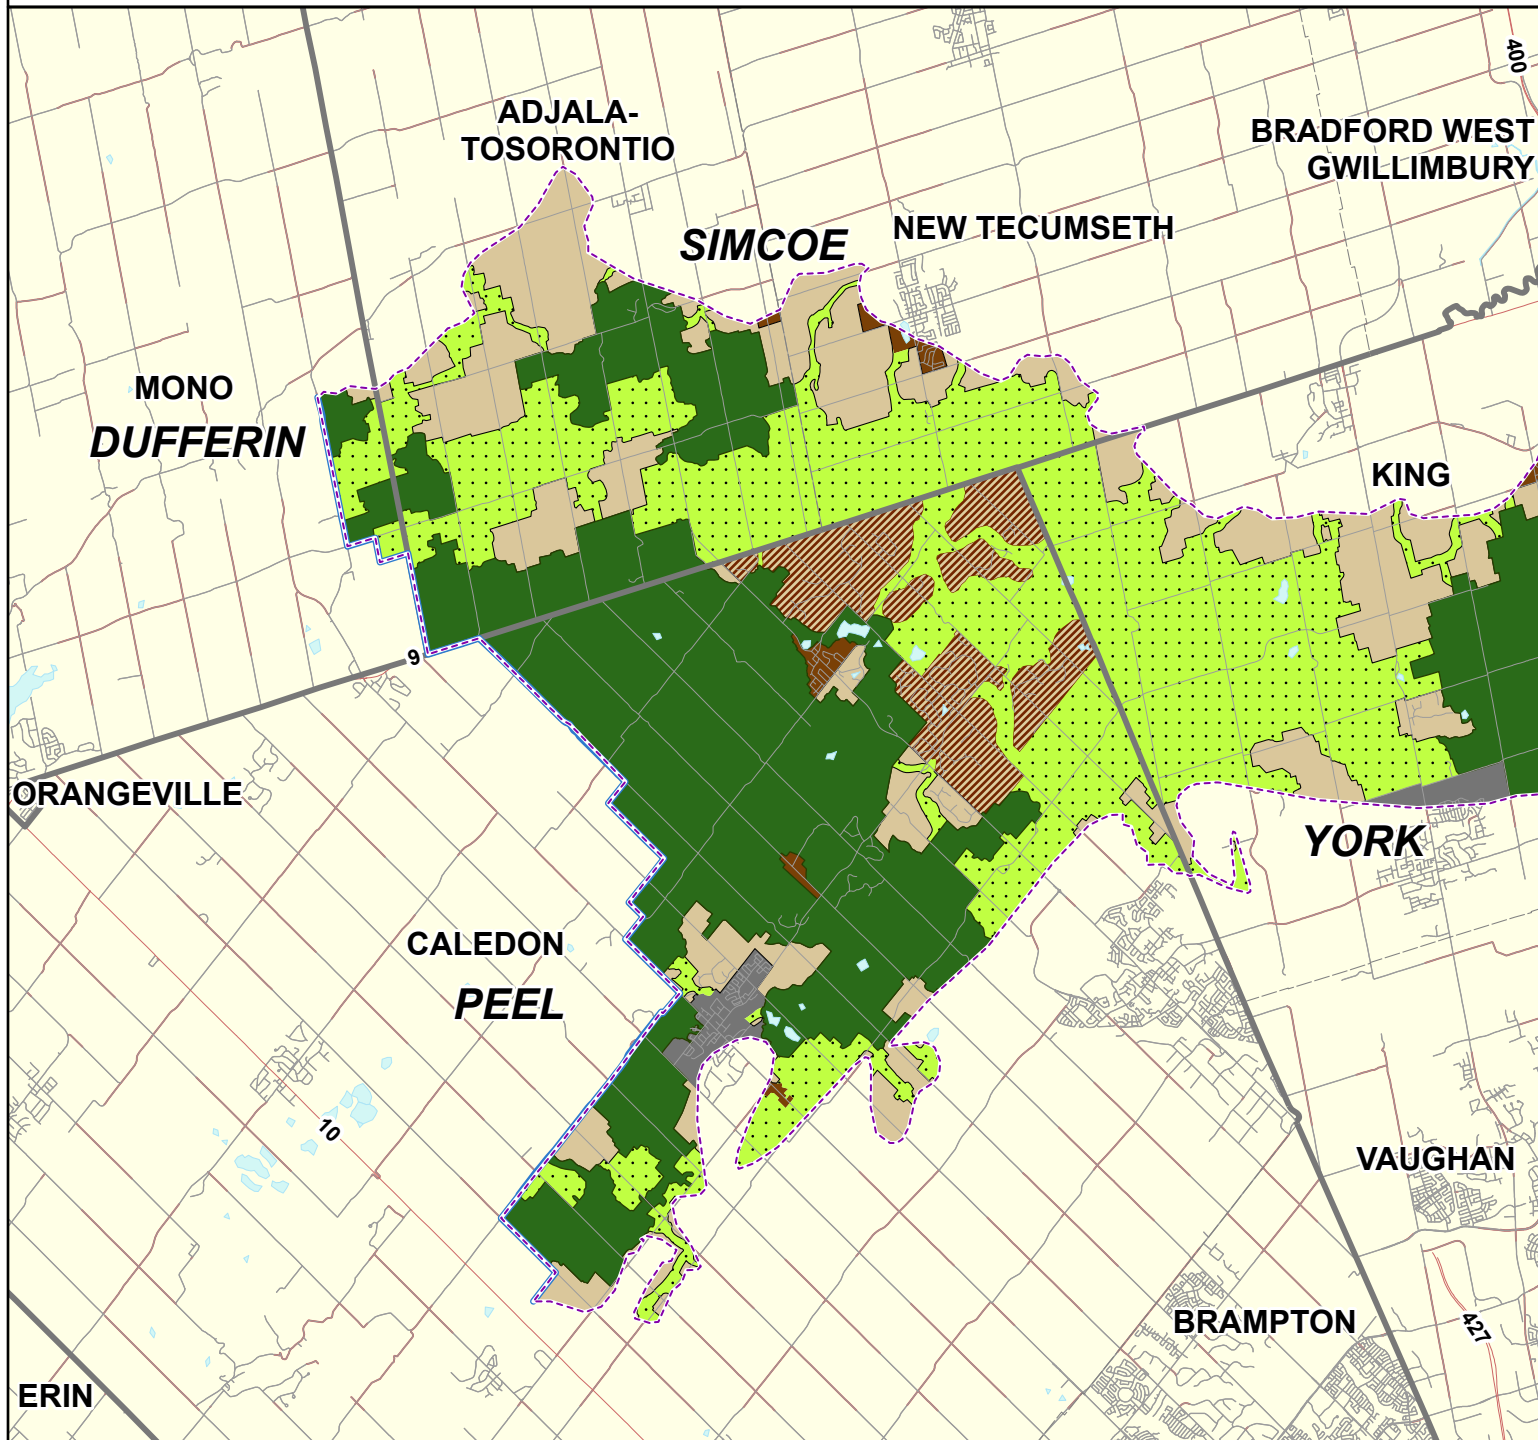 400
ADJALA-
TOSORONTIO
BRADFORD WEST
GWILLIMBURY
SIMCOE
NEW TECUMSETH
MONO
DUFFERIN
KING
9
ORANGEVILLE
YORK
CALEDON
PEEL
10
VAUGHAN
BRAMPTON
427
ERIN